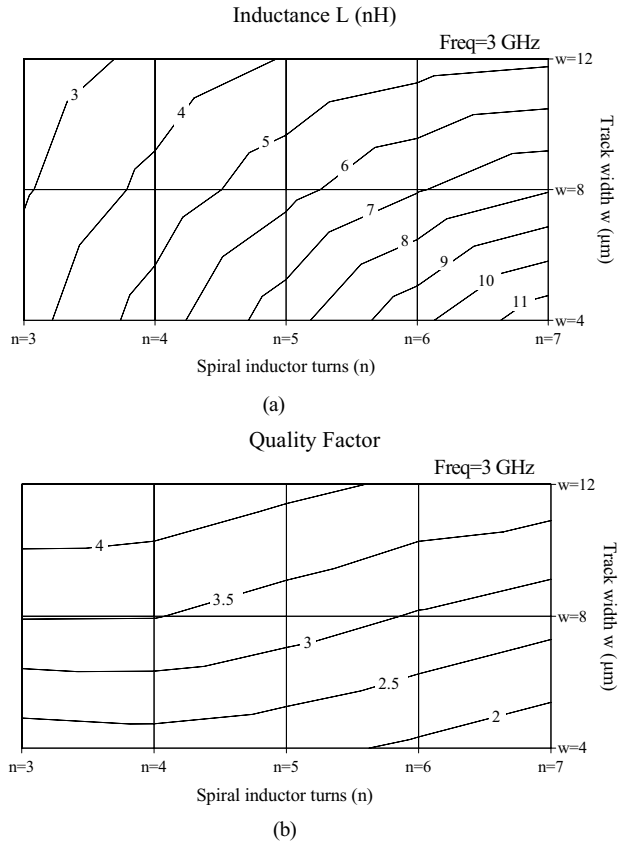 Inductance L (nH)
Freq=3 GHz
w=12
3
4
5
6
w=8
7
8
9
10
11
w=4
Track width w (μm)
n=3 n=4 n=5 n=6 n=7
Spiral inductor turns (n)
(a)
Quality Factor
Freq=3 GHz
w=12
4
3.5
w=8
3
2.5
2
w=4
Track width w (μm)
n=3 n=4 n=5 n=6 n=7
Spiral inductor turns (n)
(b)